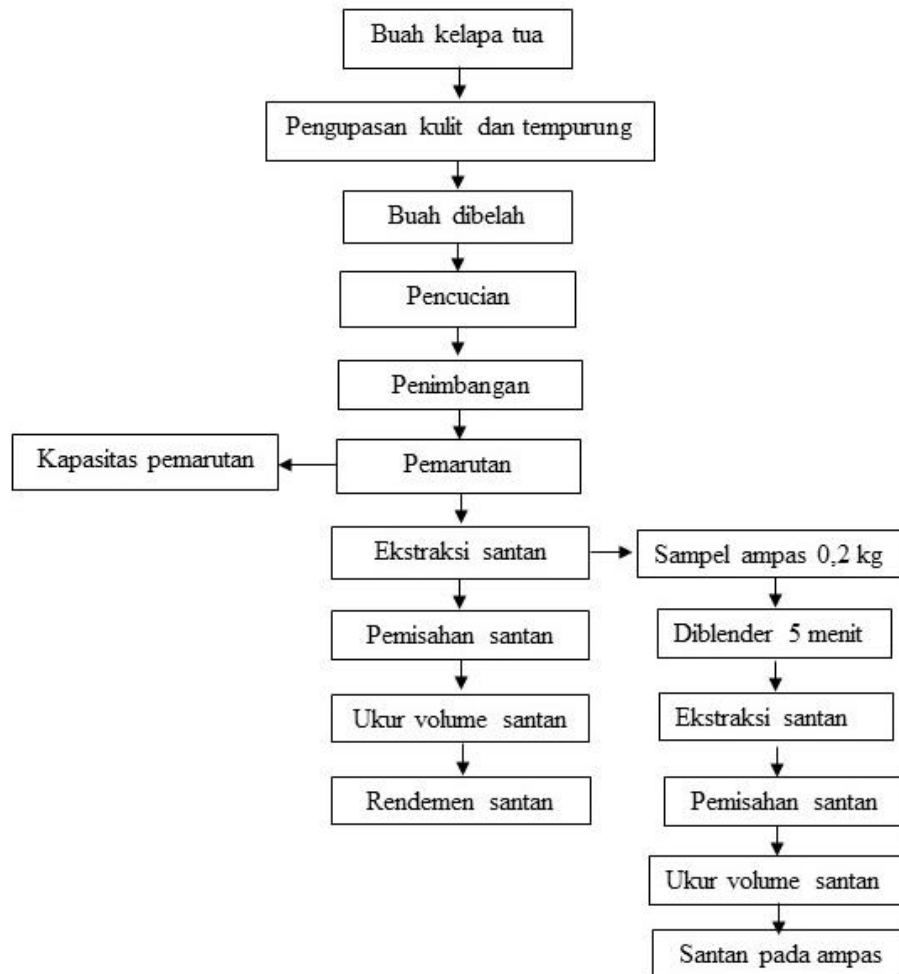 Buah kelapa tua
Pengupasan kulit dan tempurung
Buah dibelah
Pencucian
Penimbangan
Kapasitas pemarutan
Pemarutan
Ekstraksi santan
Sampel ampas 0,2 kg
Pemisahan santan
Diblender 5 menit
Ukur volume santan
Ekstraksi santan
Rendemen santan
Pemisahan santan
Ukur volume santan
Santan pada ampas